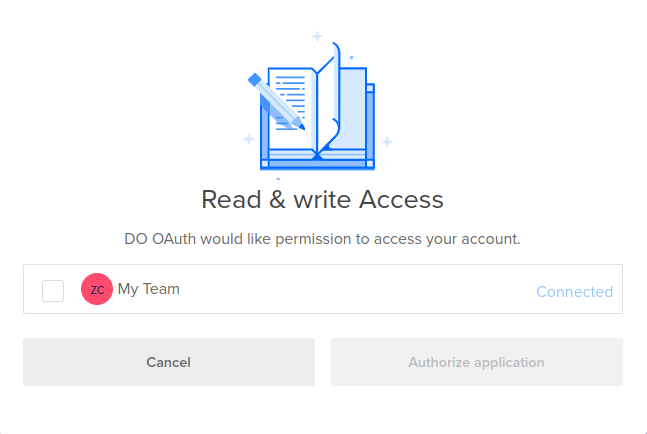 Read & write Access
DO OAuth would like permission to access your account.
ZC My Team Connected
Cancel Authorize application